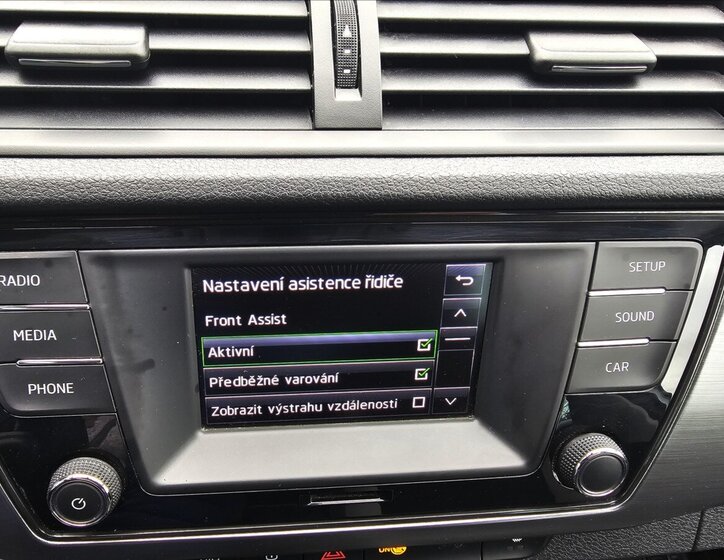 RADIO
MEDIA
PHONE
Nastavení asistence řidiče
Front Assist
Aktivní
Předběžné varování
Zobrazit výstrahu vzdálenosti
SETUP
SOUND
CAR